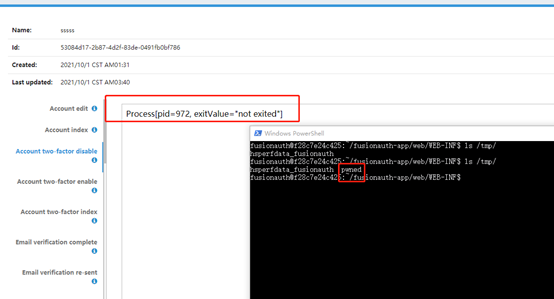 Name: sssss
Id: 53084d17-2b87-4d2f-83de-0491fb0bf786
Created: 2021/10/1 CST AM01:31
Last updated: 2021/10/1 CST AM03:40
Account edit
Account index
Account two-factor disable
Account two-factor enable
Account two-factor index
Email verification complete
Email verification re-sent
Process[pid=972, exitValue="not exited"]
Windows PowerShell
fusionauth@f28c7e24c425:~/fusionauth-app/web/WEB-INF$ ls /tmp/
hsperfdata_fusionauth
fusionauth@f28c7e24c425:~/fusionauth-app/web/WEB-INF$ ls /tmp/
hsperfdata_fusionauth pwned
fusionauth@f28c7e24c425:~/fusionauth-app/web/WEB-INF$